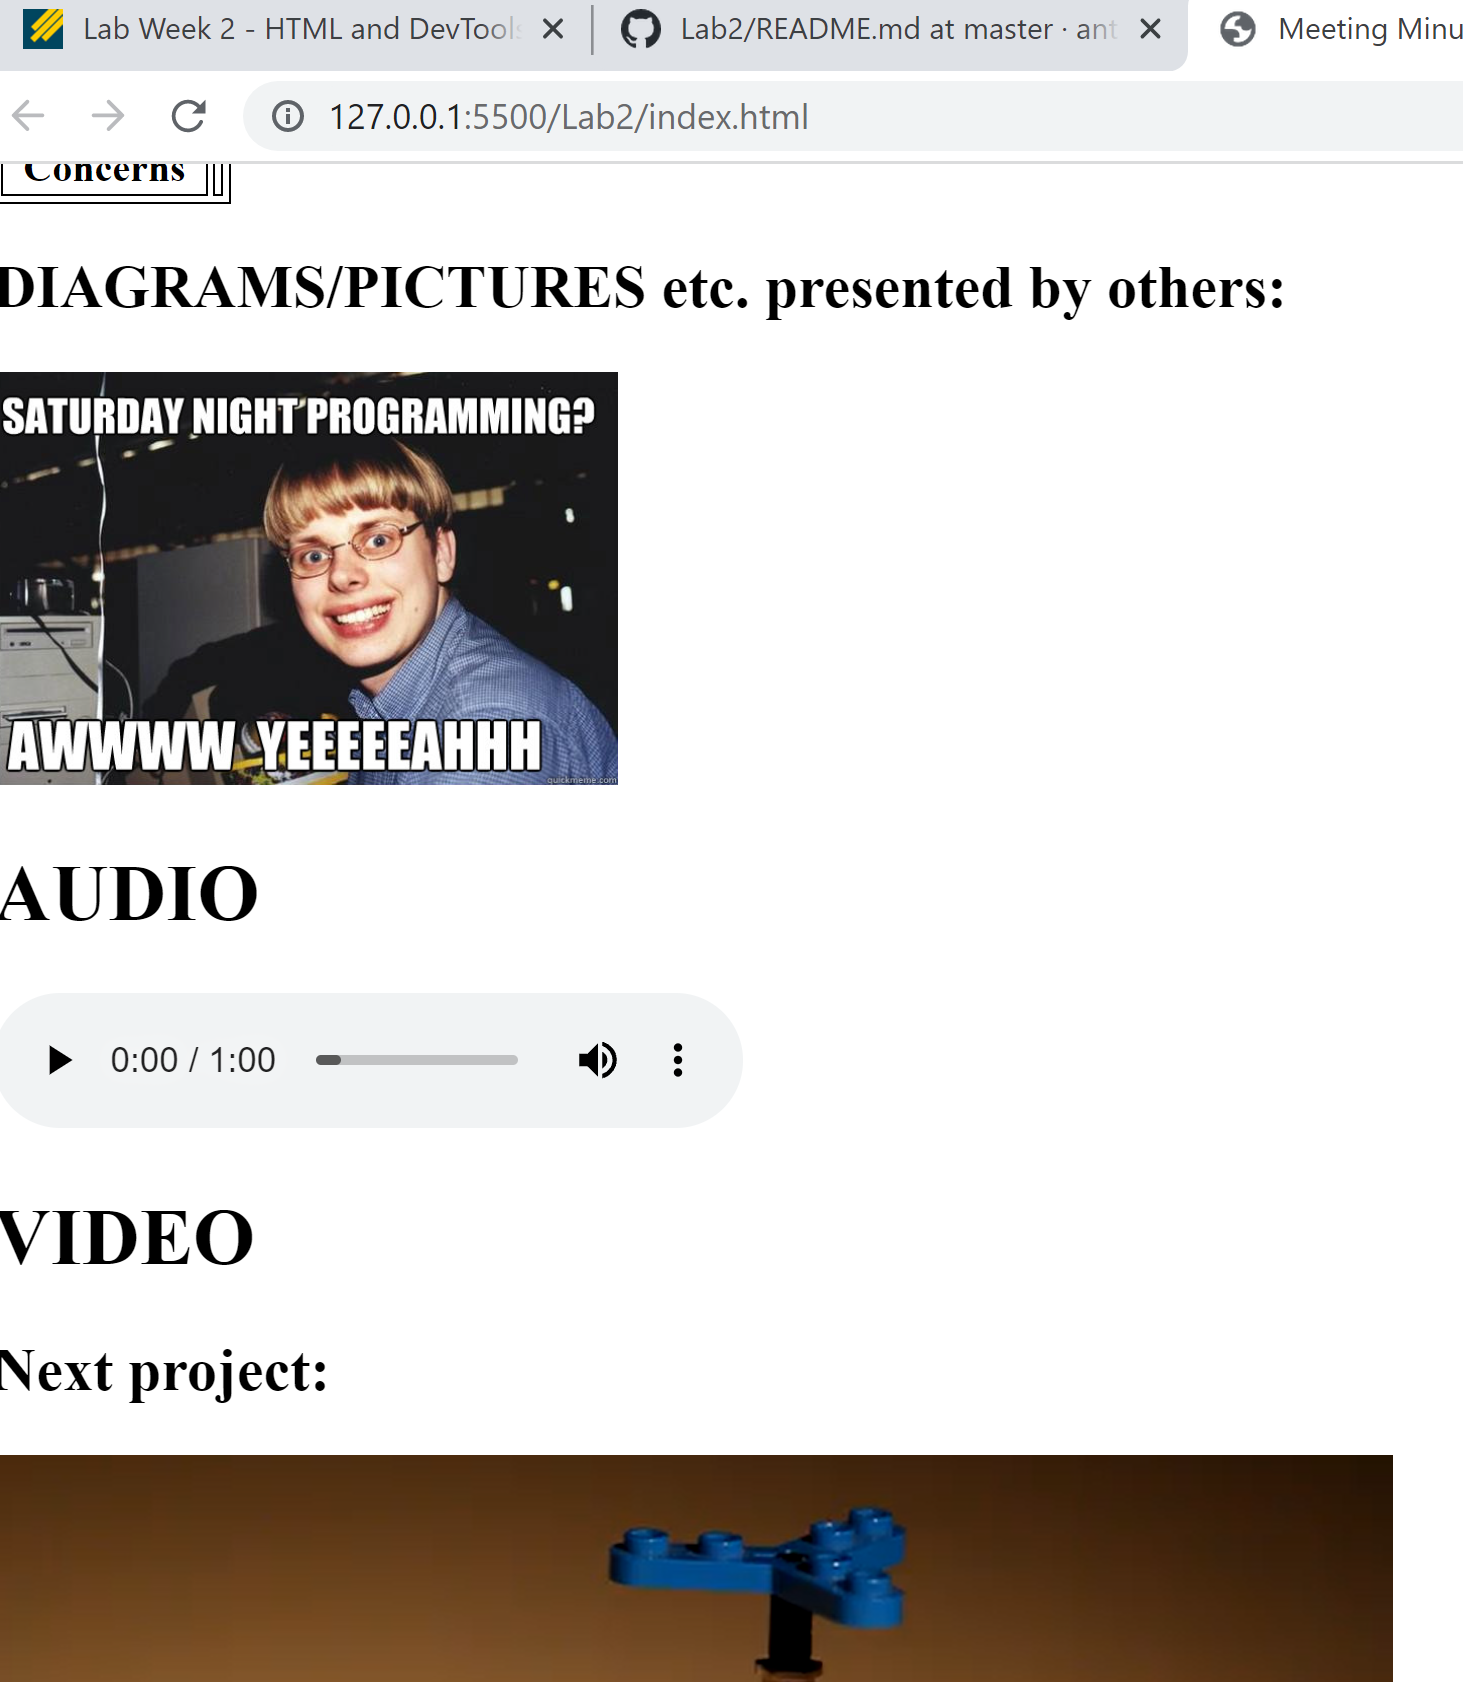 Lab Week 2 - HTML and DevTools
Lab2/README.md at master · ant
Meeting Minu
127.0.0.1:5500/Lab2/index.html
Concerns
DIAGRAMS/PICTURES etc. presented by others:
SATURDAY NIGHT PROGRAMMING?
AWWWW YEEEEEAHHH
quickmeme.com
AUDIO
0:00 / 1:00
VIDEO
Next project: